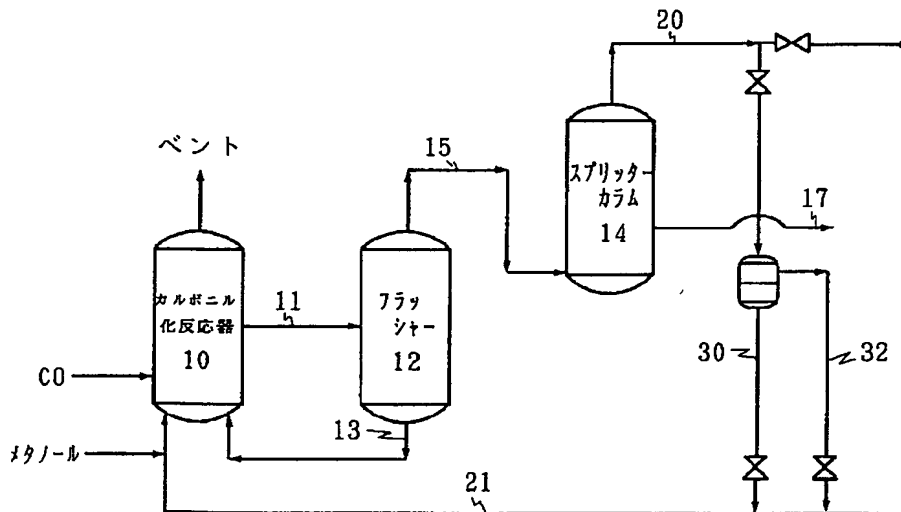 20
ベント
15
スプリッター
カラム
14
17
カルボニル
化反応器
10
11
フラッ
シャー
12
30
32
CO
13
メタノール
21